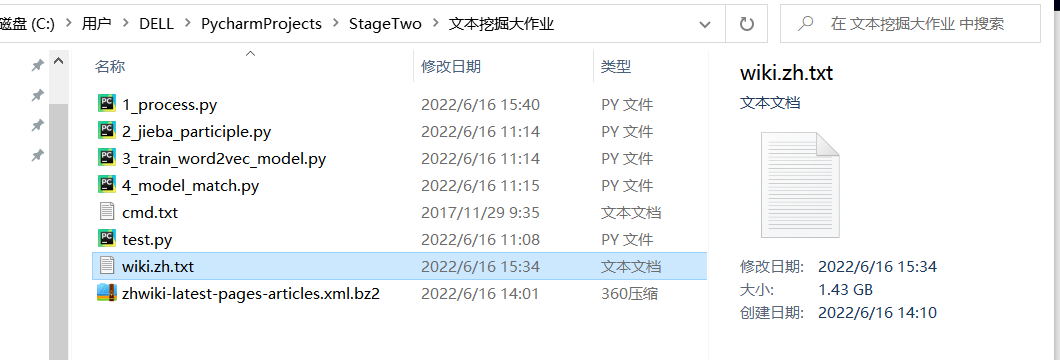 磁盘 (C:) › 用户 › DELL › PycharmProjects › StageTwo › 文本挖掘大作业
在 文本挖掘大作业 中搜索
名称 修改日期 类型
1_process.py 2022/6/16 15:40 PY 文件
2_jieba_participle.py 2022/6/16 11:14 PY 文件
3_train_word2vec_model.py 2022/6/16 11:14 PY 文件
4_model_match.py 2022/6/16 11:15 PY 文件
cmd.txt 2017/11/29 9:35 文本文档
test.py 2022/6/16 11:08 PY 文件
wiki.zh.txt 2022/6/16 15:34 文本文档
zhwiki-latest-pages-articles.xml.bz2 2022/6/16 14:01 360压缩
wiki.zh.txt
文本文档
修改日期: 2022/6/16 15:34
大小: 1.43 GB
创建日期: 2022/6/16 14:10